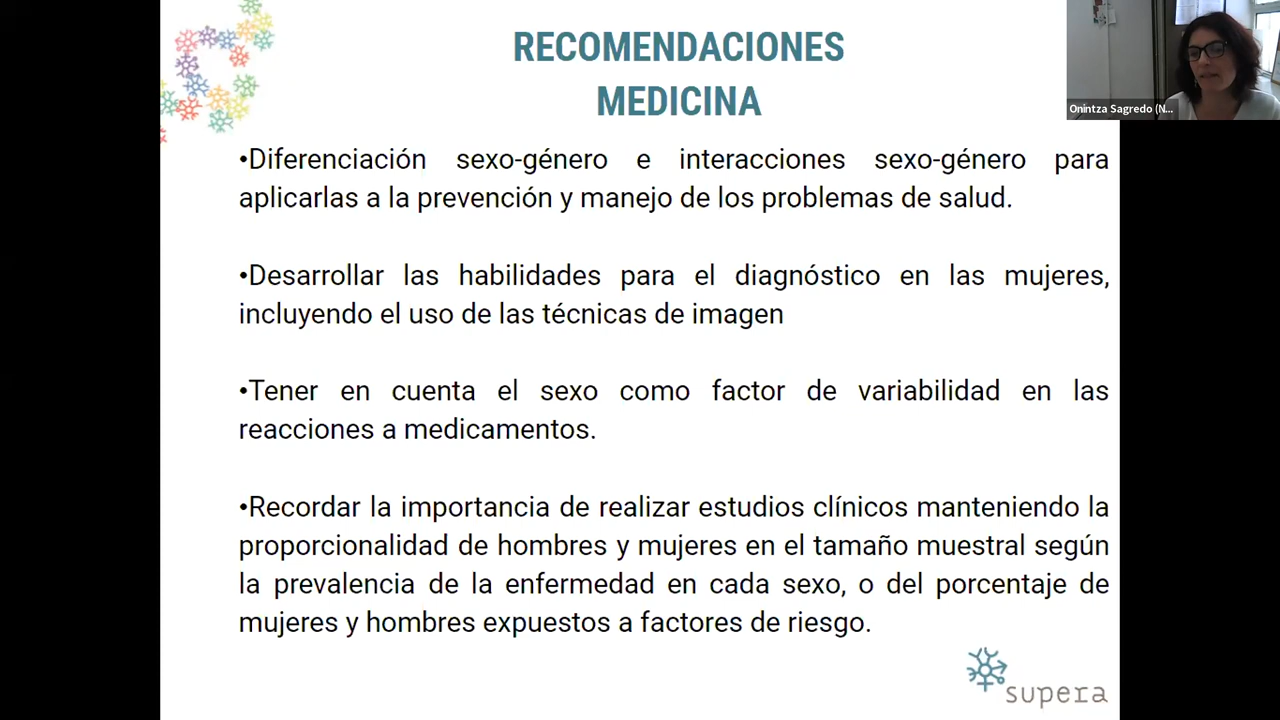 RECOMENDACIONES
MEDICINA
Onintza Sagredo (N...
•Diferenciación sexo-género e interacciones sexo-género para
aplicarlas a la prevención y manejo de los problemas de salud.
•Desarrollar las habilidades para el diagnóstico en las mujeres,
incluyendo el uso de las técnicas de imagen
•Tener en cuenta el sexo como factor de variabilidad en las
reacciones a medicamentos.
•Recordar la importancia de realizar estudios clínicos manteniendo la
proporcionalidad de hombres y mujeres en el tamaño muestral según
la prevalencia de la enfermedad en cada sexo, o del porcentaje de
mujeres y hombres expuestos a factores de riesgo.
supera